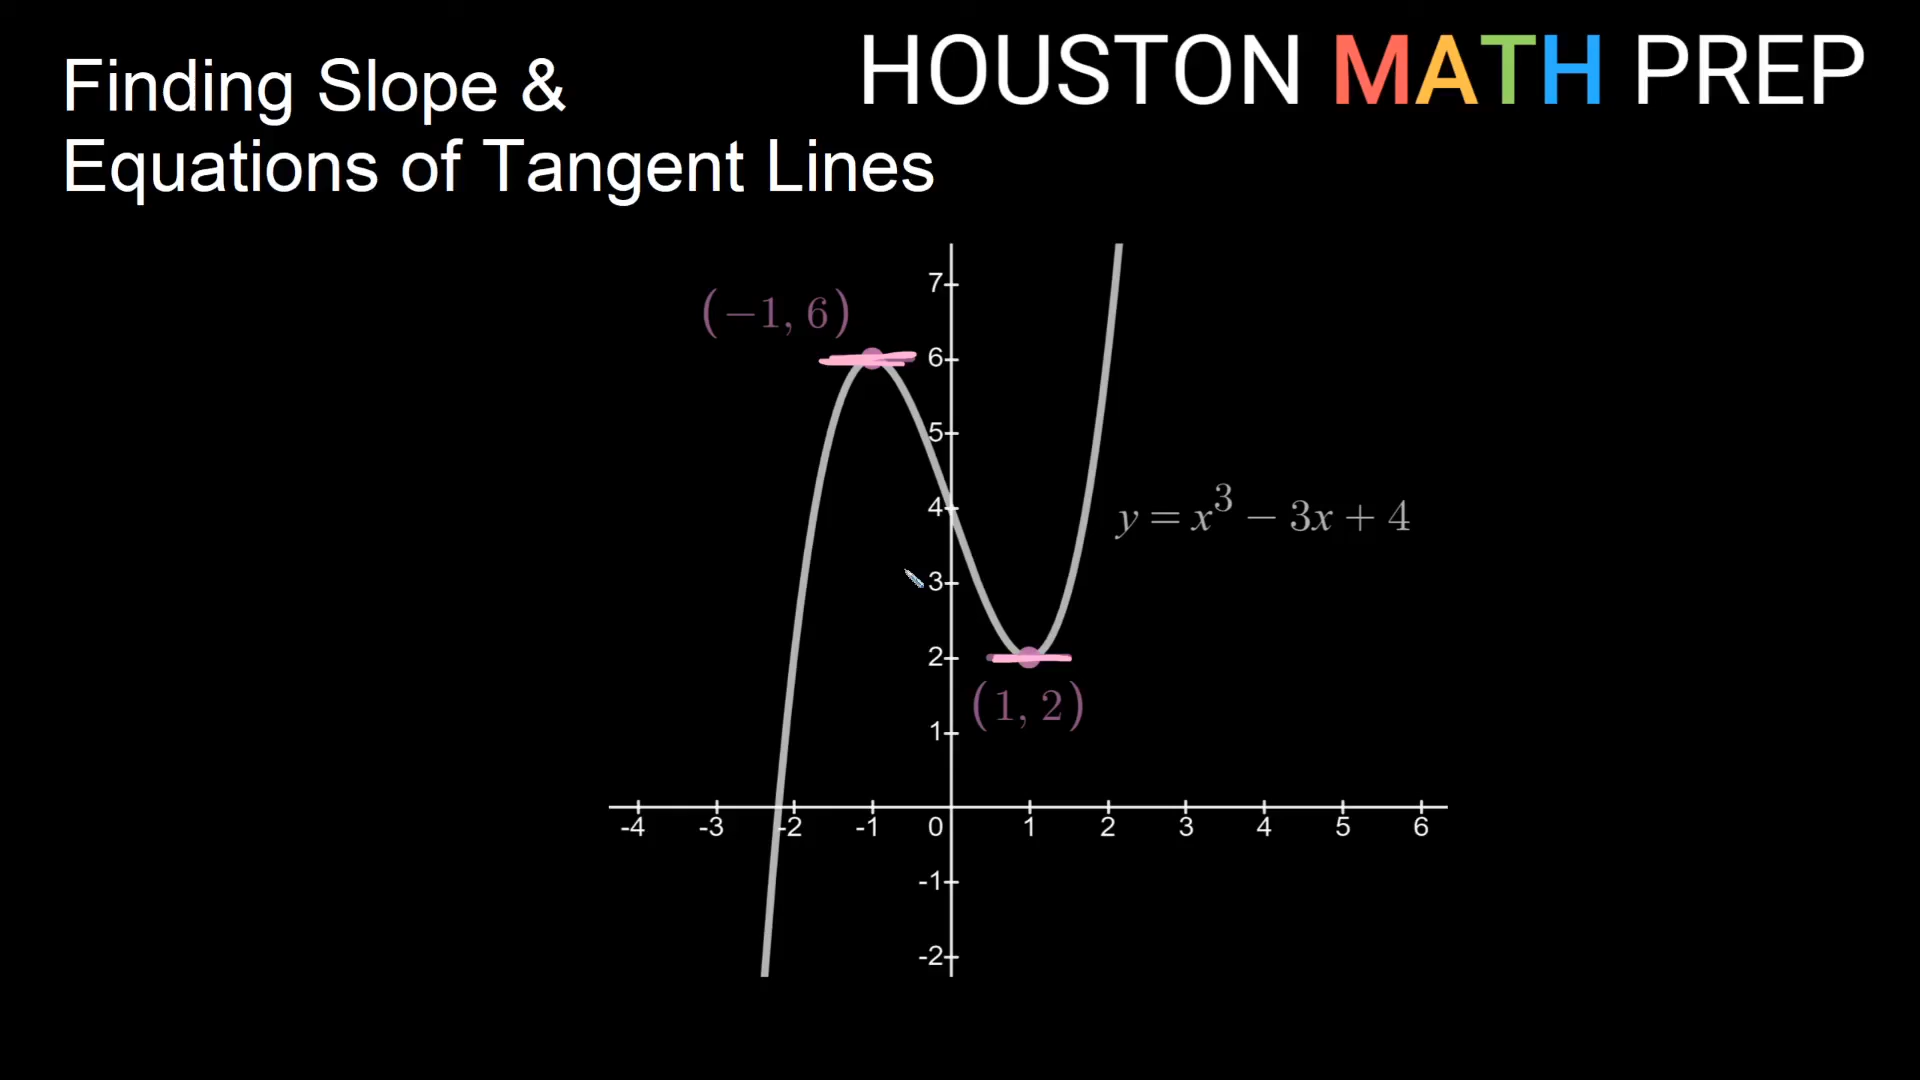 HOUSTON MATH PREP
Finding Slope &
Equations of Tangent Lines
(−1, 6)
7
6
5
4
y = x³ − 3x + 4
3
2
(1, 2)
1
-4 -3 -2 -1 0 1 2 3 4 5 6
-1
-2